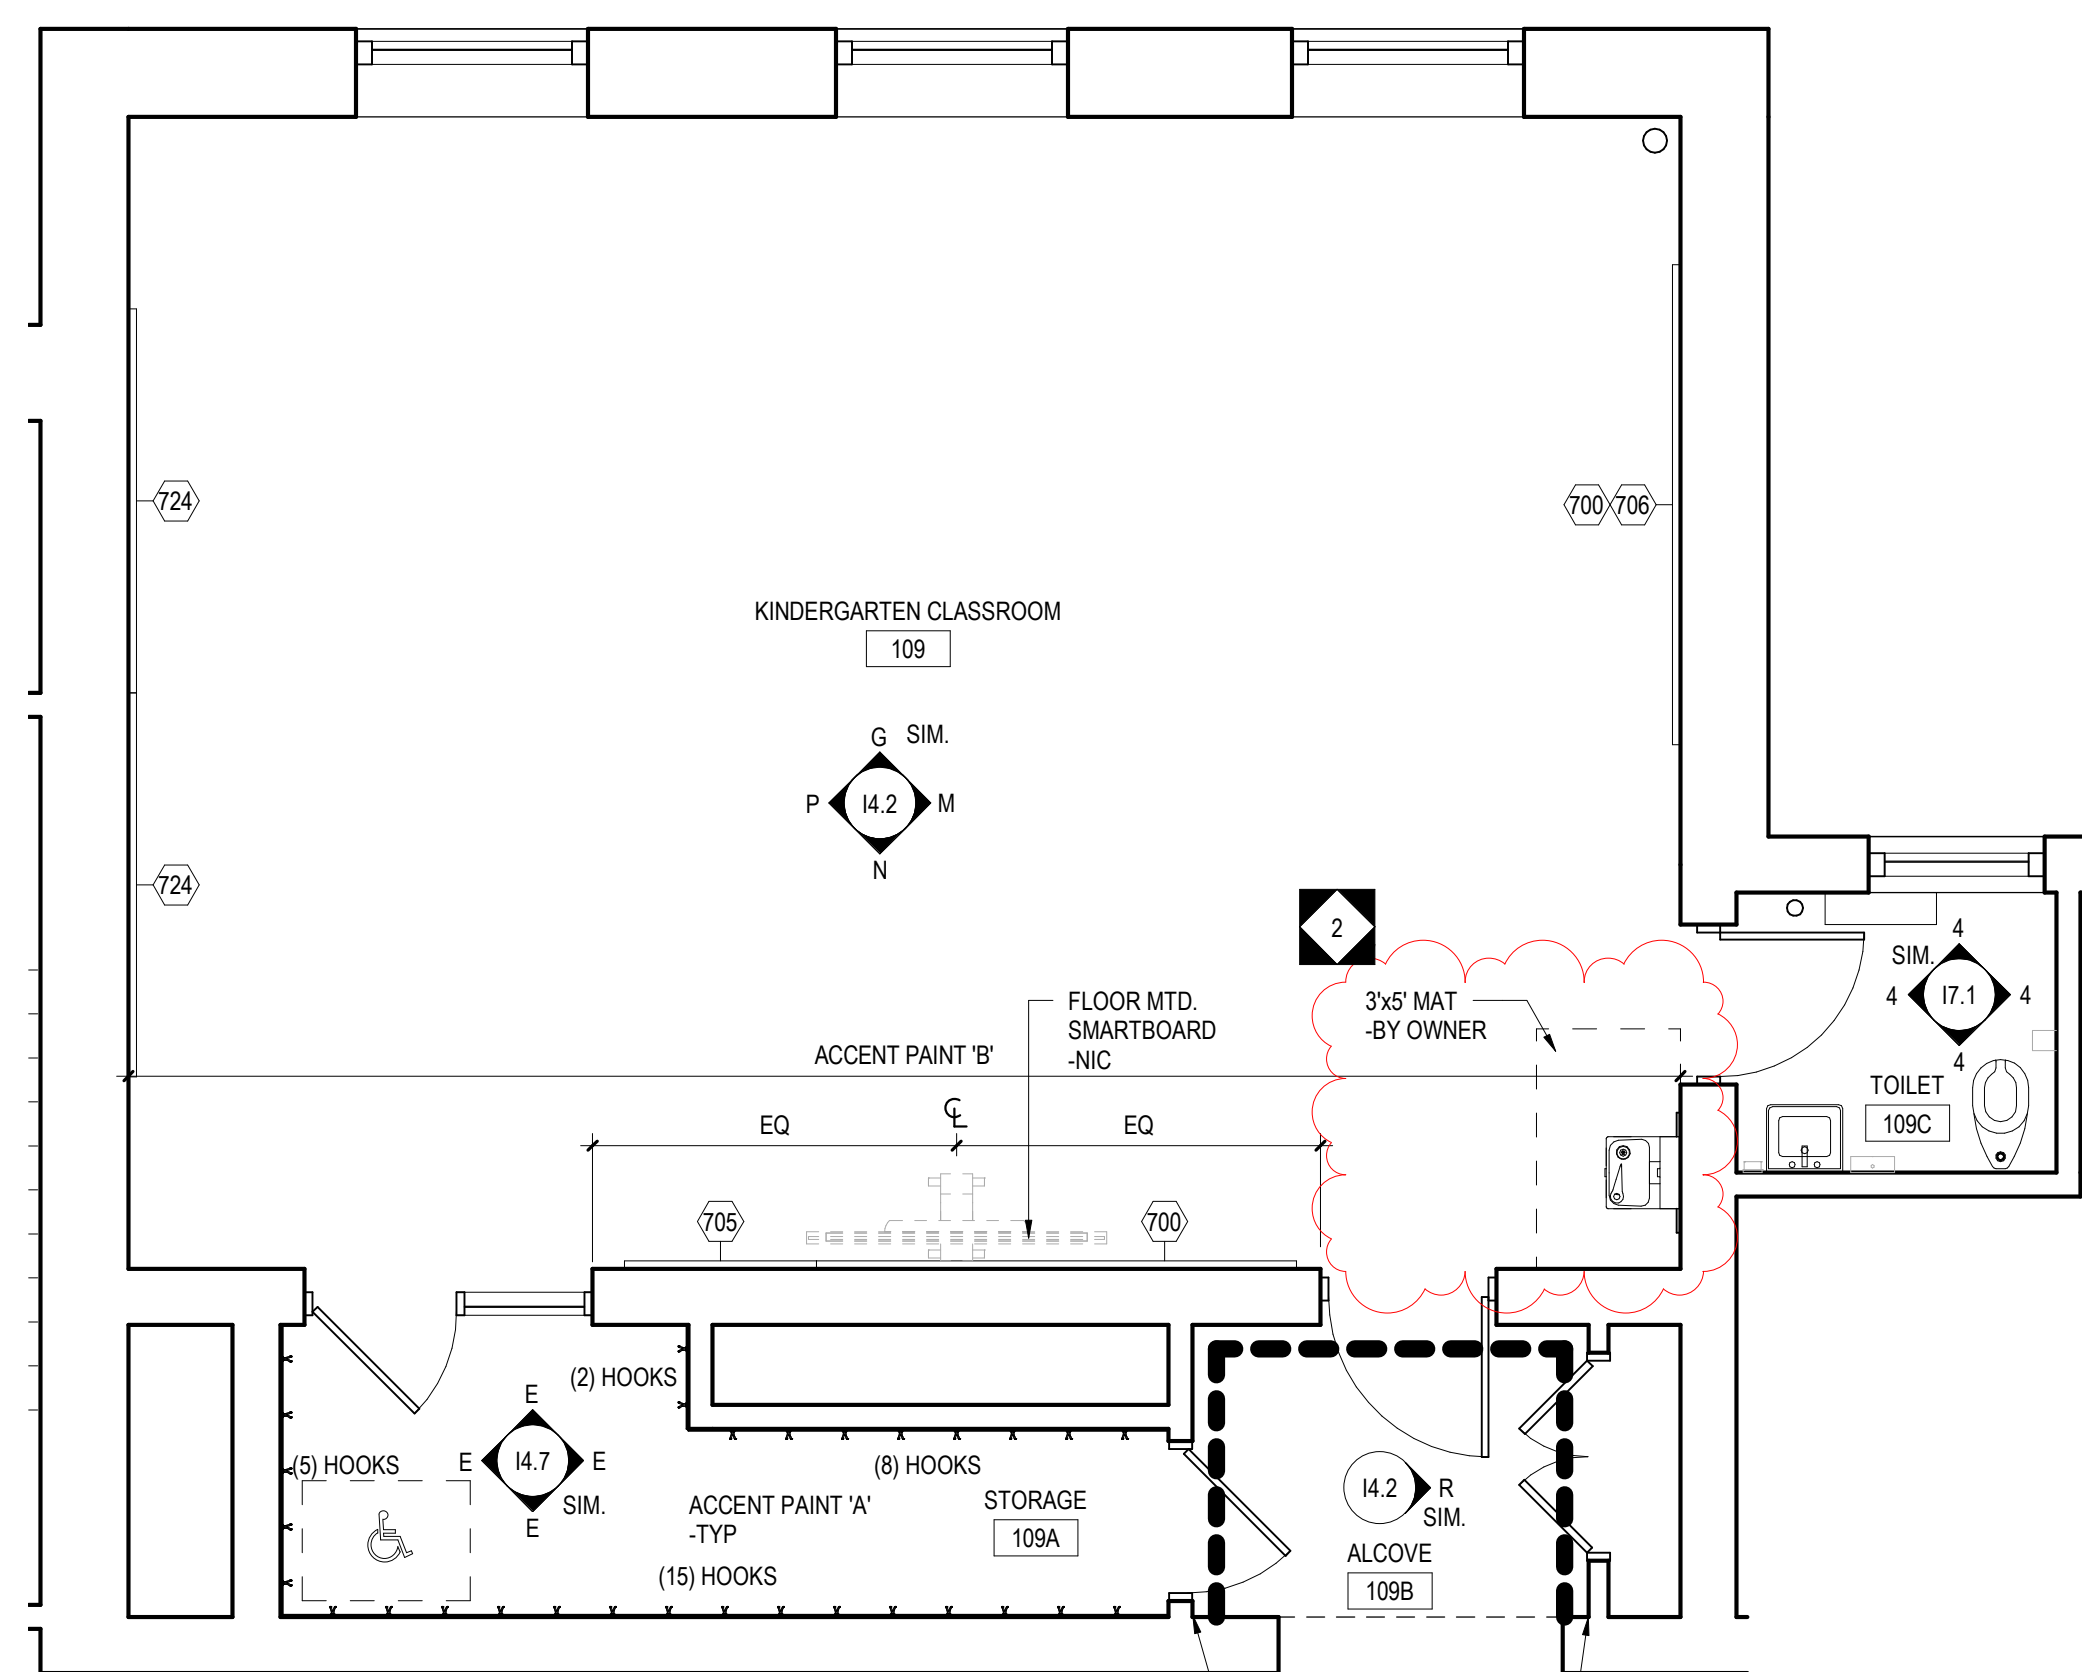 724
700 706
KINDERGARTEN CLASSROOM
109
G SIM.
P I4.2 M
N
724
2
4
SIM.
4 I7.1 4
4
FLOOR MTD.
SMARTBOARD
-NIC
3'x5' MAT
-BY OWNER
ACCENT PAINT 'B'
TOILET
109C
EQ CL EQ
705 700
(2) HOOKS
E
(5) HOOKS E I4.7 E
SIM.
E
(8) HOOKS
ACCENT PAINT 'A'
-TYP
STORAGE
109A
I4.2 R
SIM.
ALCOVE
109B
(15) HOOKS